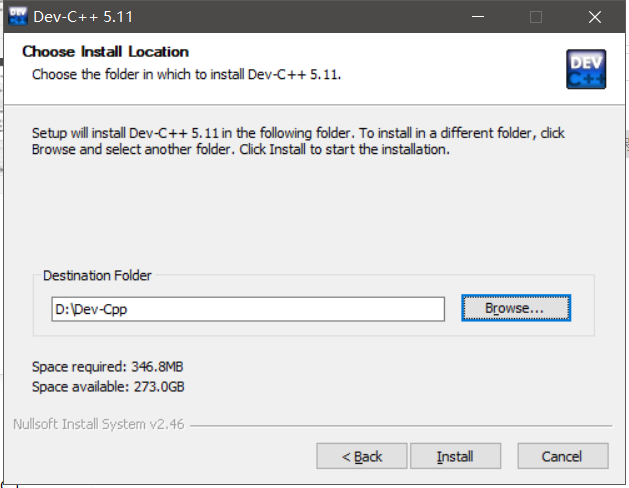 Dev-C++ 5.11
Choose Install Location
Choose the folder in which to install Dev-C++ 5.11.
DEV
C++
Setup will install Dev-C++ 5.11 in the following folder. To install in a different folder, click
Browse and select another folder. Click Install to start the installation.
Destination Folder
D:\Dev-Cpp
Browse...
Space required: 346.8MB
Space available: 273.0GB
Nullsoft Install System v2.46
< Back
Install
Cancel